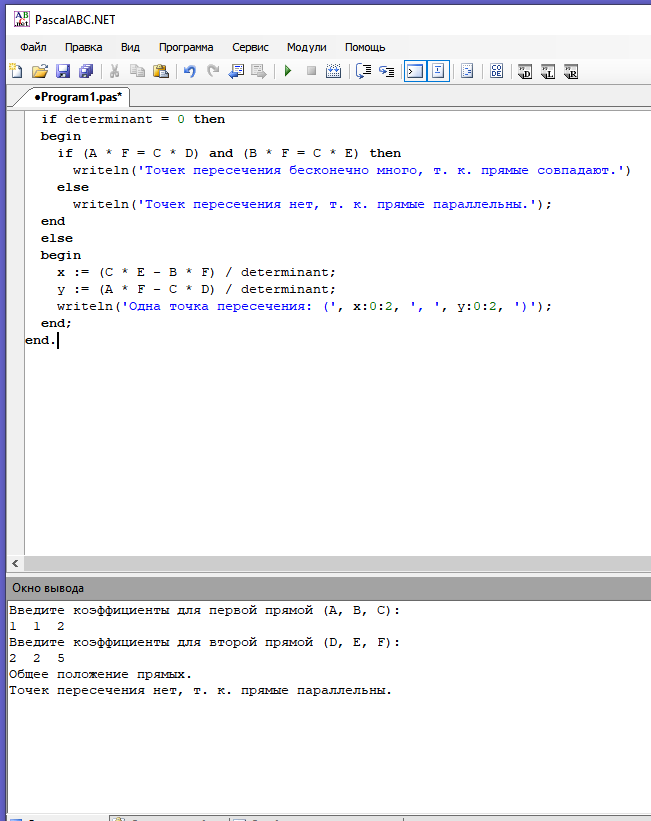 PascalABC.NET
Файл Правка Вид Программа Сервис Модули Помощь
•Program1.pas*
if determinant = 0 then
begin
if (A * F = C * D) and (B * F = C * E) then
writeln('Точек пересечения бесконечно много, т. к. прямые совпадают.')
else
writeln('Точек пересечения нет, т. к. прямые параллельны.');
end
else
begin
x := (C * E - B * F) / determinant;
y := (A * F - C * D) / determinant;
writeln('Одна точка пересечения: (', x:0:2, ', ', y:0:2, ')');
end;
end.
Окно вывода
Введите коэффициенты для первой прямой (A, B, C):
1 1 2
Введите коэффициенты для второй прямой (D, E, F):
2 2 5
Общее положение прямых.
Точек пересечения нет, т. к. прямые параллельны.